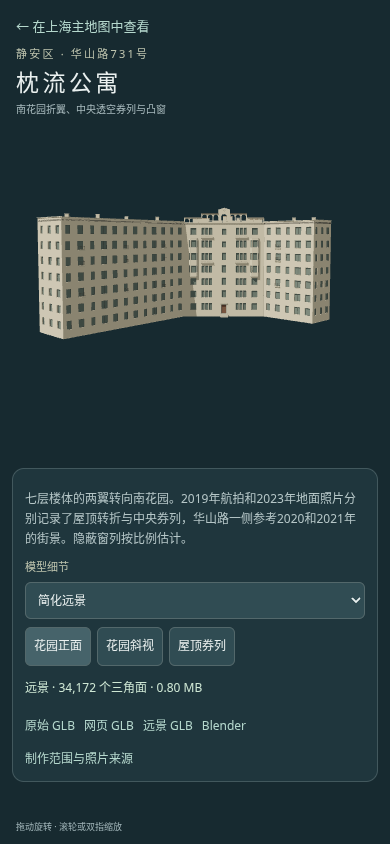 ← 在上海主地图中查看
静安区 · 华山路731号
枕流公寓
南花园折翼、中央透空券列与凸窗
七层楼体的两翼转向南花园。2019年航拍和2023年地面照片分
别记录了屋顶转折与中央券列，华山路一侧参考2020和2021年
的街景。隐蔽窗列按比例估计。
模型细节
简化远景
花园正面 花园斜视 屋顶券列
远景 · 34,172 个三角面 · 0.80 MB
原始 GLB 网页 GLB 远景 GLB Blender
制作范围与照片来源
拖动旋转 · 滚轮或双指缩放